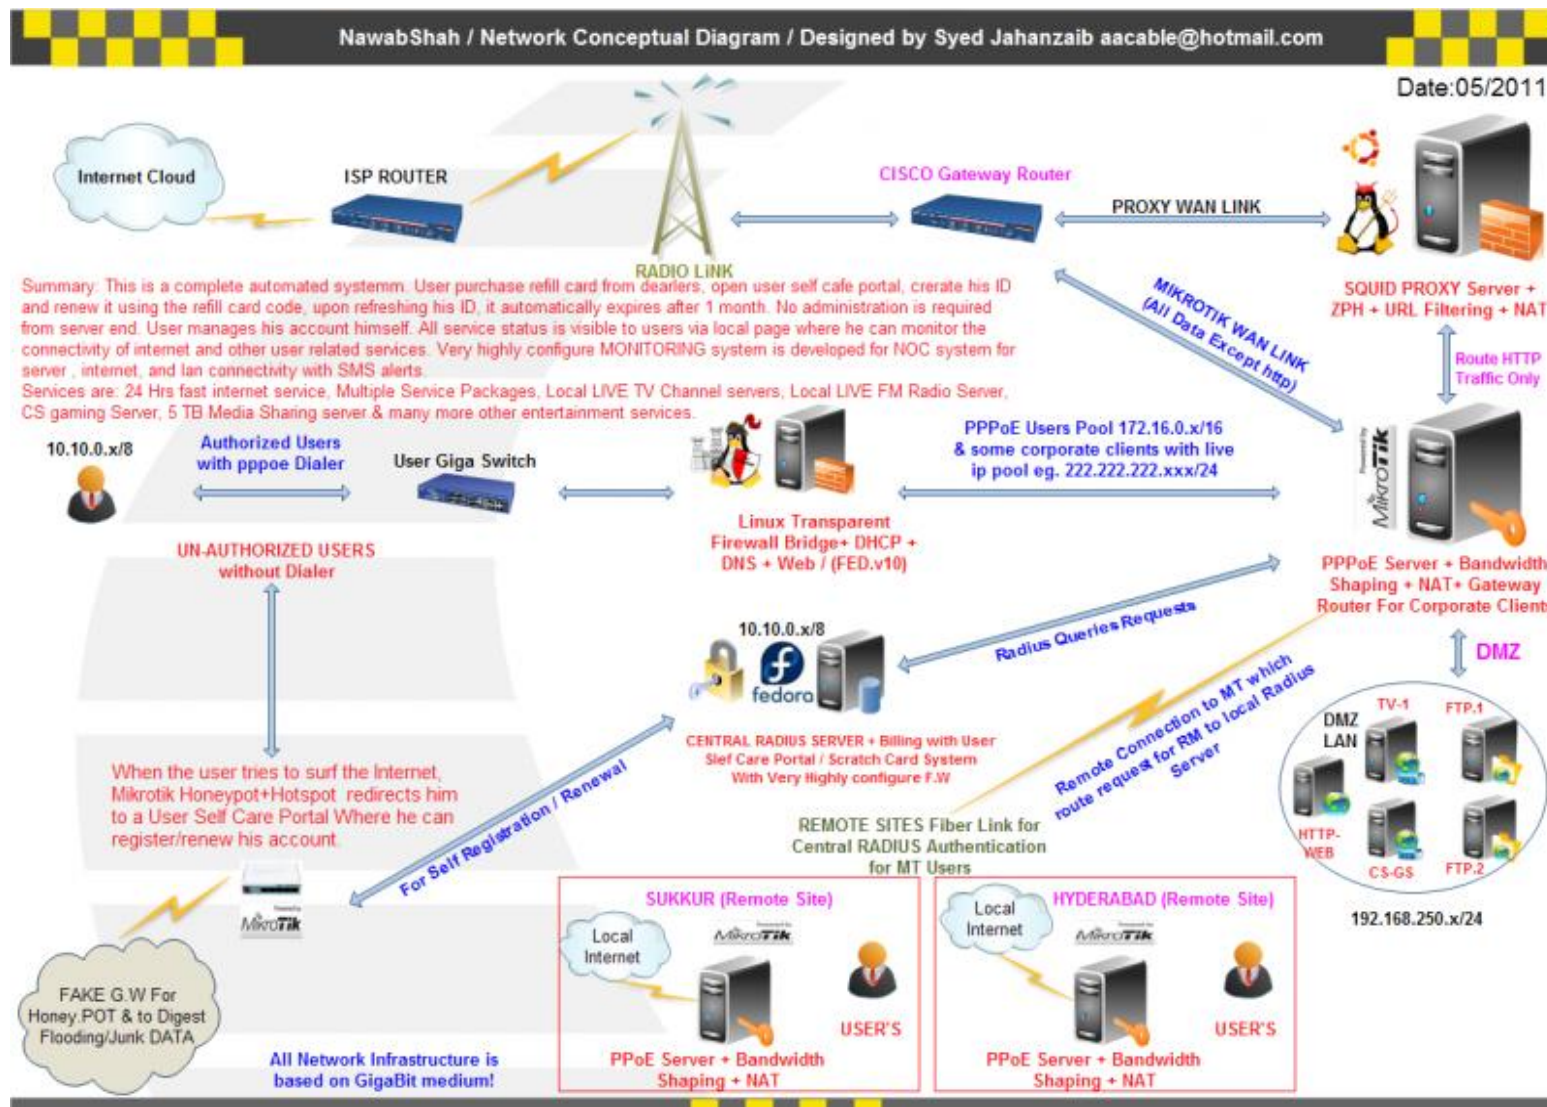 NawabShah / Network Conceptual Diagram / Designed by Syed Jahanzaib aacable@hotmail.com
Date:05/2011
Internet Cloud
ISP ROUTER
RADIO LiNK
CISCO Gateway Router
PROXY WAN LINK
SQUID PROXY Server +
ZPH + URL Filtering + NAT
Summary: This is a complete automated systemm. User purchase refill card from dearlers, open user self cafe portal, crerate his ID
and renew it using the refill card code, upon refreshing his ID, it automatically expires after 1 month. No administration is required
from server end. User manages his account himself. All service status is visible to users via local page where he can monitor the
connectivity of internet and other user related services. Very highly configure MONITORING system is developed for NOC system for
server , internet, and lan connectivity with SMS alerts.
Services are: 24 Hrs fast internet service, Multiple Service Packages, Local LIVE TV Channel servers, Local LIVE FM Radio Server,
CS gaming Server, 5 TB Media Sharing server & many more other entertainment services.
MIKROTIK WAN LINK
(All Data Except http)
Route HTTP
Traffic Only
10.10.0.x/8
Authorized Users
with pppoe Dialer
User Giga Switch
Linux Transparent
Firewall Bridge+ DHCP +
DNS + Web / (FED.v10)
PPPoE Users Pool 172.16.0.x/16
& some corporate clients with live
ip pool eg. 222.222.222.xxx/24
Powered by
MikroTik
PPPoE Server + Bandwidth
Shaping + NAT+ Gateway
Router For Corporate Clients
UN-AUTHORIZED USERS
without Dialer
10.10.0.x/8
fedora
CENTRAL RADIUS SERVER + Billing with User
Slef Care Portal / Scratch Card System
With Very Highly configure F.W
Radius Queries Requests
Remote Connection to MT which
route request for RM to local Radius
Server
DMZ
DMZ
LAN
TV-1
FTP.1
HTTP-
WEB
CS-GS
FTP.2
192.168.250.x/24
When the user tries to surf the Internet,
Mikrotik Honeypot+Hotspot redirects him
to a User Self Care Portal Where he can
register/renew his account.
For Self Registration / Renewal
MikroTik
FAKE G.W For
Honey.POT & to Digest
Flooding/Junk DATA
All Network Infrastructure is
based on GigaBit medium!
REMOTE SITES Fiber Link for
Central RADIUS Authentication
for MT Users
SUKKUR (Remote Site)
Local
Internet
MikroTik
USER'S
PPoE Server + Bandwidth
Shaping + NAT
HYDERABAD (Remote Site)
Local
Internet
MikroTik
USER'S
PPoE Server + Bandwidth
Shaping + NAT